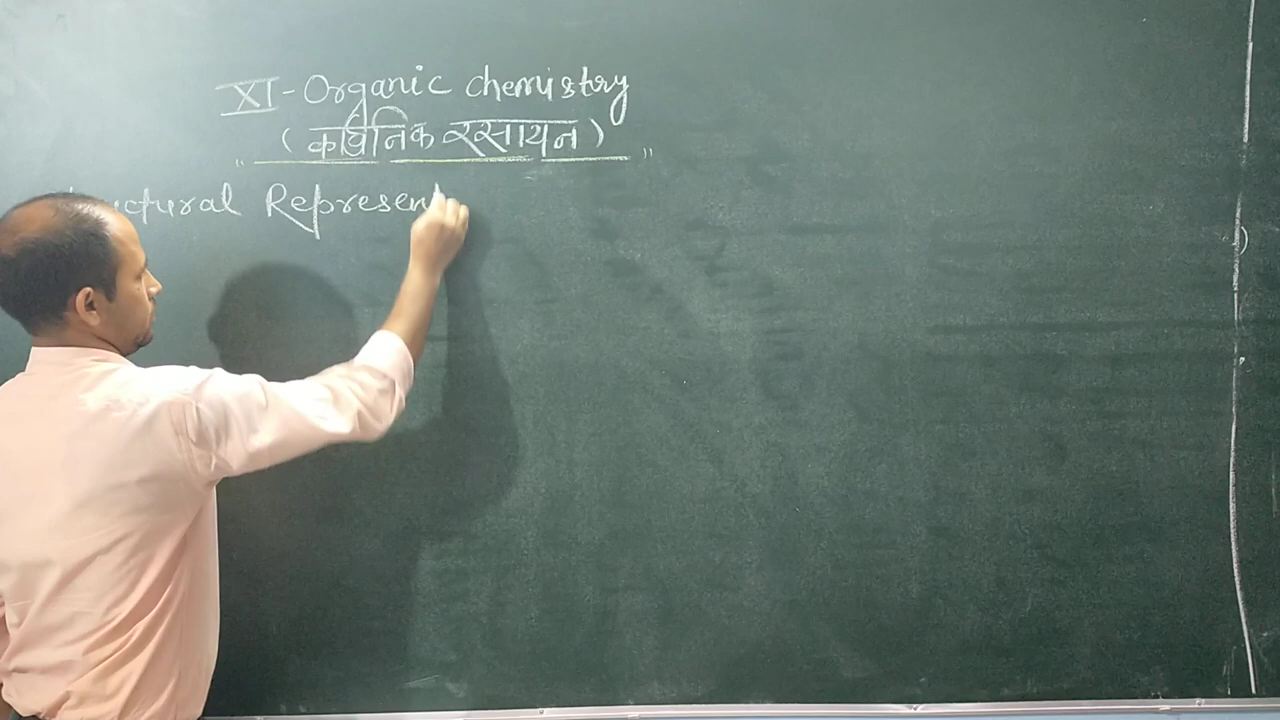 XI - Organic chemistry
( कार्बनिक रसायन )
uctural Represen